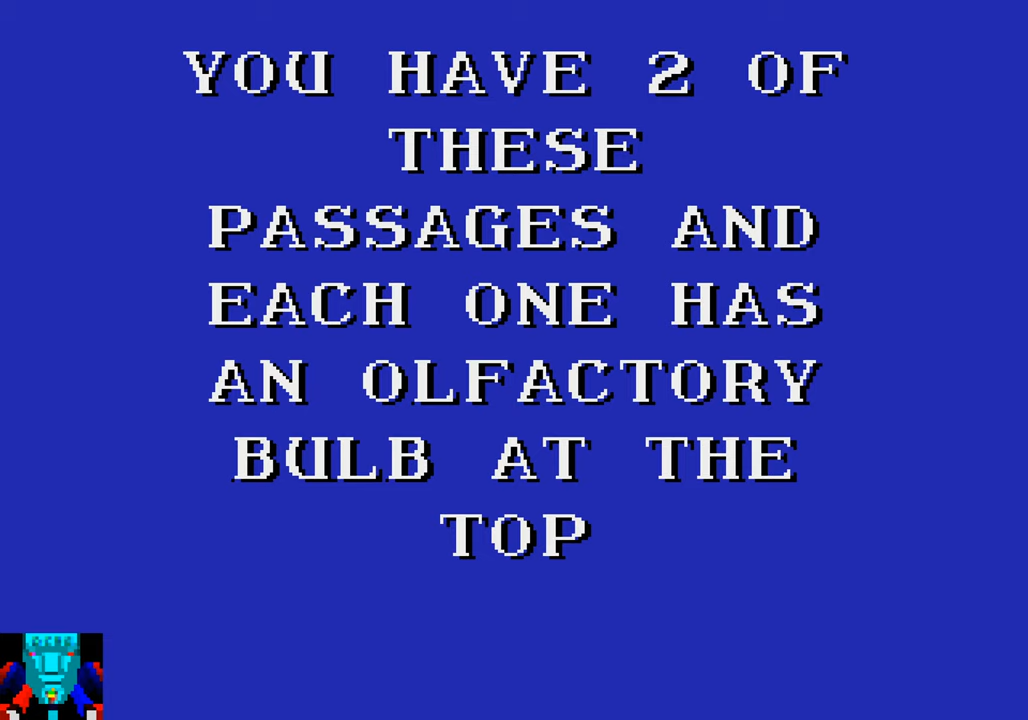 YOU HAVE 2 OF
THESE
PASSAGES AND
EACH ONE HAS
AN OLFACTORY
BULB AT THE
TOP